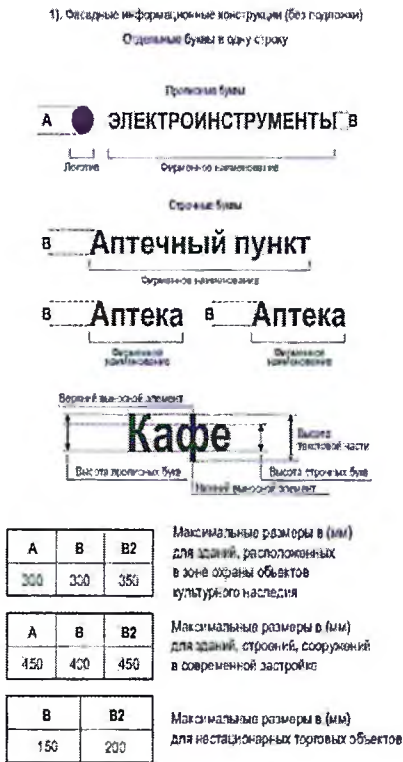 1). Фасадные информационные конструкции (без подложки)
Отдельные буквы в одну строку
Прописные буквы
А ЭЛЕКТРОИНСТРУМЕНТЫ В
Логотип Фирменное наименование
Строчные буквы
В Аптечный пункт
Фирменное наименование
В Аптека В Аптека
Фирменное наименование Фирменное наименование
Верхний выносной элемент
Кафе
Высота текстовой части
Высота прописных букв Высота строчных букв
Нижний выносной элемент
А В В2
300 300 350
Максимальные размеры в (мм)
для зданий, расположенных
в зоне охраны объектов
культурного наследия
А В В2
450 400 450
Максимальные размеры в (мм)
для зданий, строений, сооружений
в современной застройке
В В2
150 200
Максимальные размеры в (мм)
для нестационарных торговых объектов